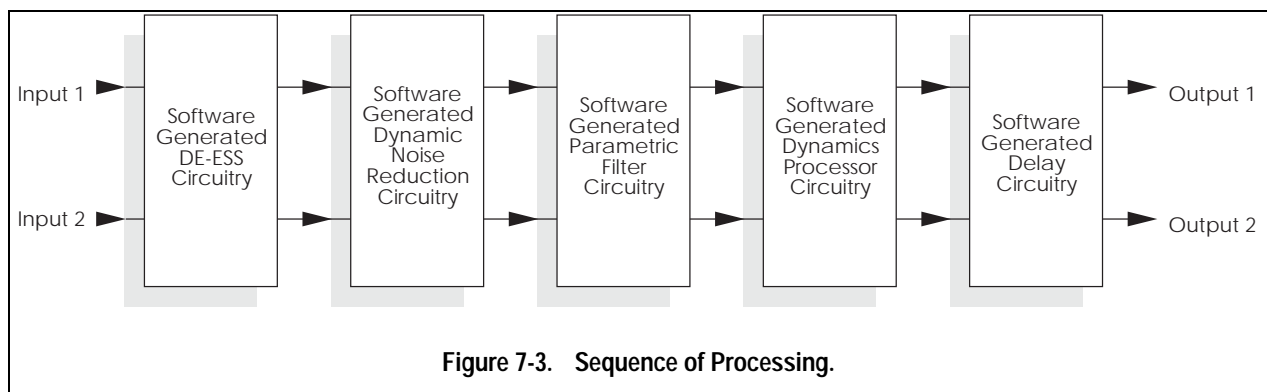 Input 1
Input 2
Software
Generated
DE-ESS
Circuitry
Software
Generated
Dynamic
Noise
Reduction
Circuitry
Software
Generated
Parametric
Filter
Circuitry
Software
Generated
Dynamics
Processor
Circuitry
Software
Generated
Delay
Circuitry
Output 1
Output 2
Figure 7-3. Sequence of Processing.